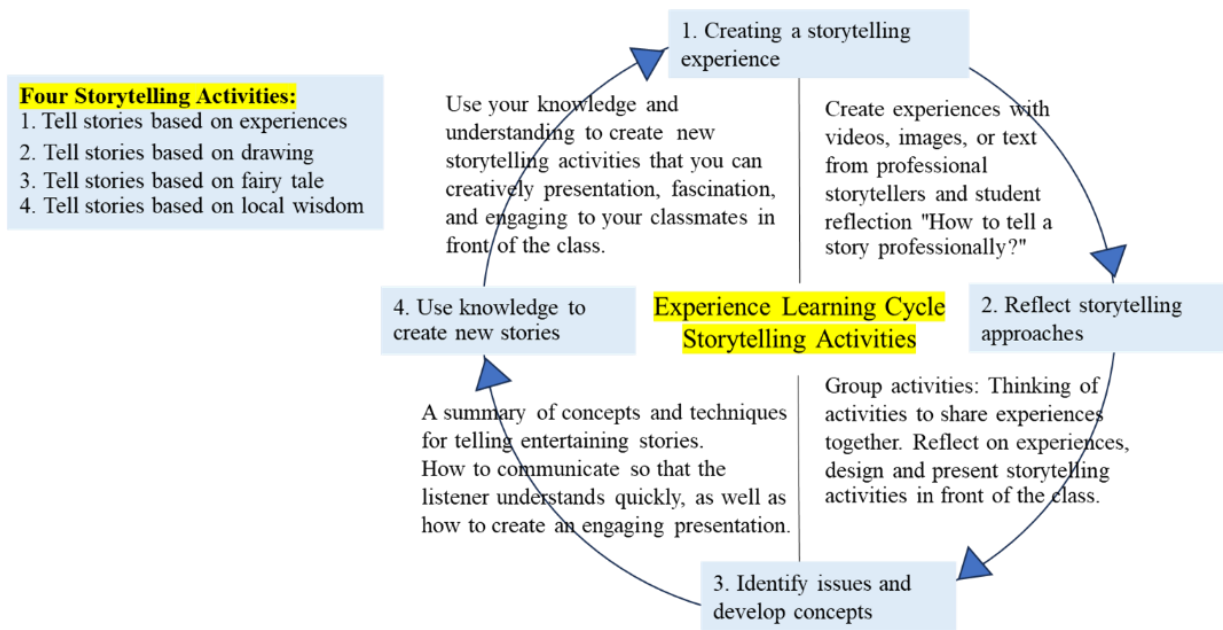 Four Storytelling Activities:
1. Tell stories based on experiences
2. Tell stories based on drawing
3. Tell stories based on fairy tale
4. Tell stories based on local wisdom
1. Creating a storytelling
experience
Create experiences with
videos, images, or text
from professional
storytellers and student
reflection "How to tell a
story professionally?"
2. Reflect storytelling
approaches
Group activities: Thinking of
activities to share experiences
together. Reflect on experiences,
design and present storytelling
activities in front of the class.
3. Identify issues and
develop concepts
A summary of concepts and techniques
for telling entertaining stories.
How to communicate so that the
listener understands quickly, as well as
how to create an engaging presentation.
4. Use knowledge to
create new stories
Use your knowledge and
understanding to create new
storytelling activities that you can
creatively presentation, fascination,
and engaging to your classmates in
front of the class.
Experience Learning Cycle
Storytelling Activities